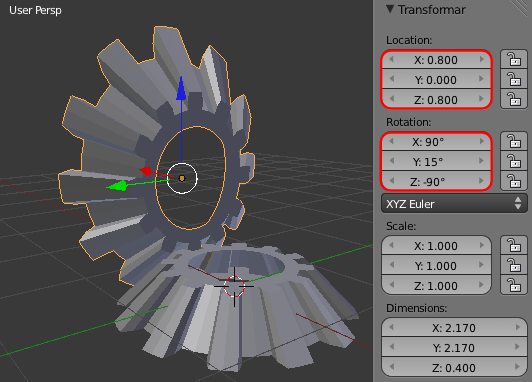 User Persp
Transformar
Location:
X: 0.800
Y: 0.000
Z: 0.800
Rotation:
X: 90°
Y: 15°
Z: -90°
XYZ Euler
Scale:
X: 1.000
Y: 1.000
Z: 1.000
Dimensions:
X: 2.170
Y: 2.170
Z: 0.400